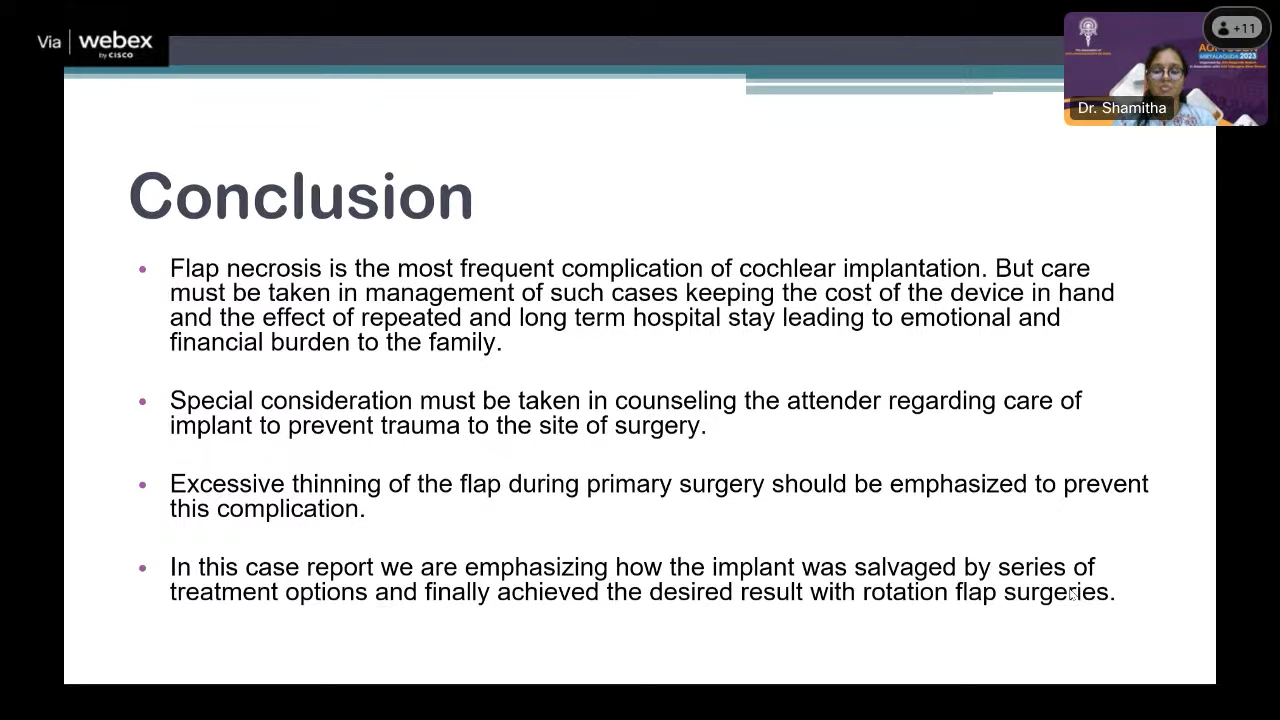 Via webex
by CISCO
+11
2023
Dr. Shamitha
Conclusion
• Flap necrosis is the most frequent complication of cochlear implantation. But care
must be taken in management of such cases keeping the cost of the device in hand
and the effect of repeated and long term hospital stay leading to emotional and
financial burden to the family.
• Special consideration must be taken in counseling the attender regarding care of
implant to prevent trauma to the site of surgery.
• Excessive thinning of the flap during primary surgery should be emphasized to prevent
this complication.
• In this case report we are emphasizing how the implant was salvaged by series of
treatment options and finally achieved the desired result with rotation flap surgeries.